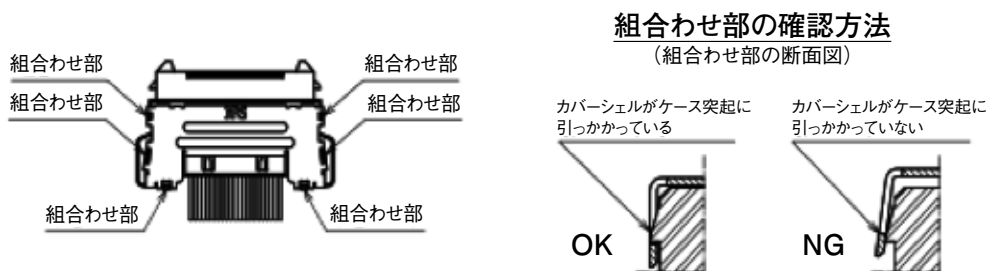 組合わせ部の確認方法
（組合わせ部の断面図）
組合わせ部
組合わせ部
組合わせ部
組合わせ部
組合わせ部
組合わせ部
カバーシェルがケース突起に
引っかかっている
カバーシェルがケース突起に
引っかかっていない
OK
NG